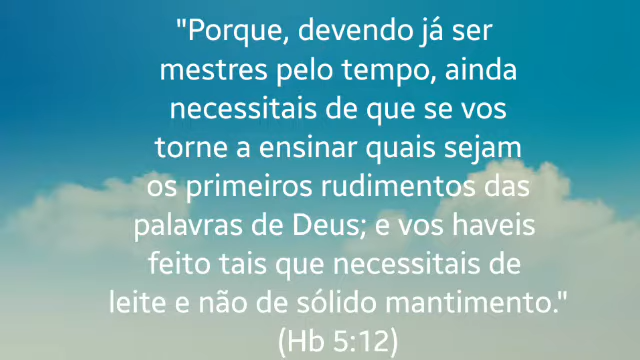 "Porque, devendo já ser
mestres pelo tempo, ainda
necessitais de que se vos
torne a ensinar quais sejam
os primeiros rudimentos das
palavras de Deus; e vos haveis
feito tais que necessitais de
leite e não de sólido mantimento."
(Hb 5:12)